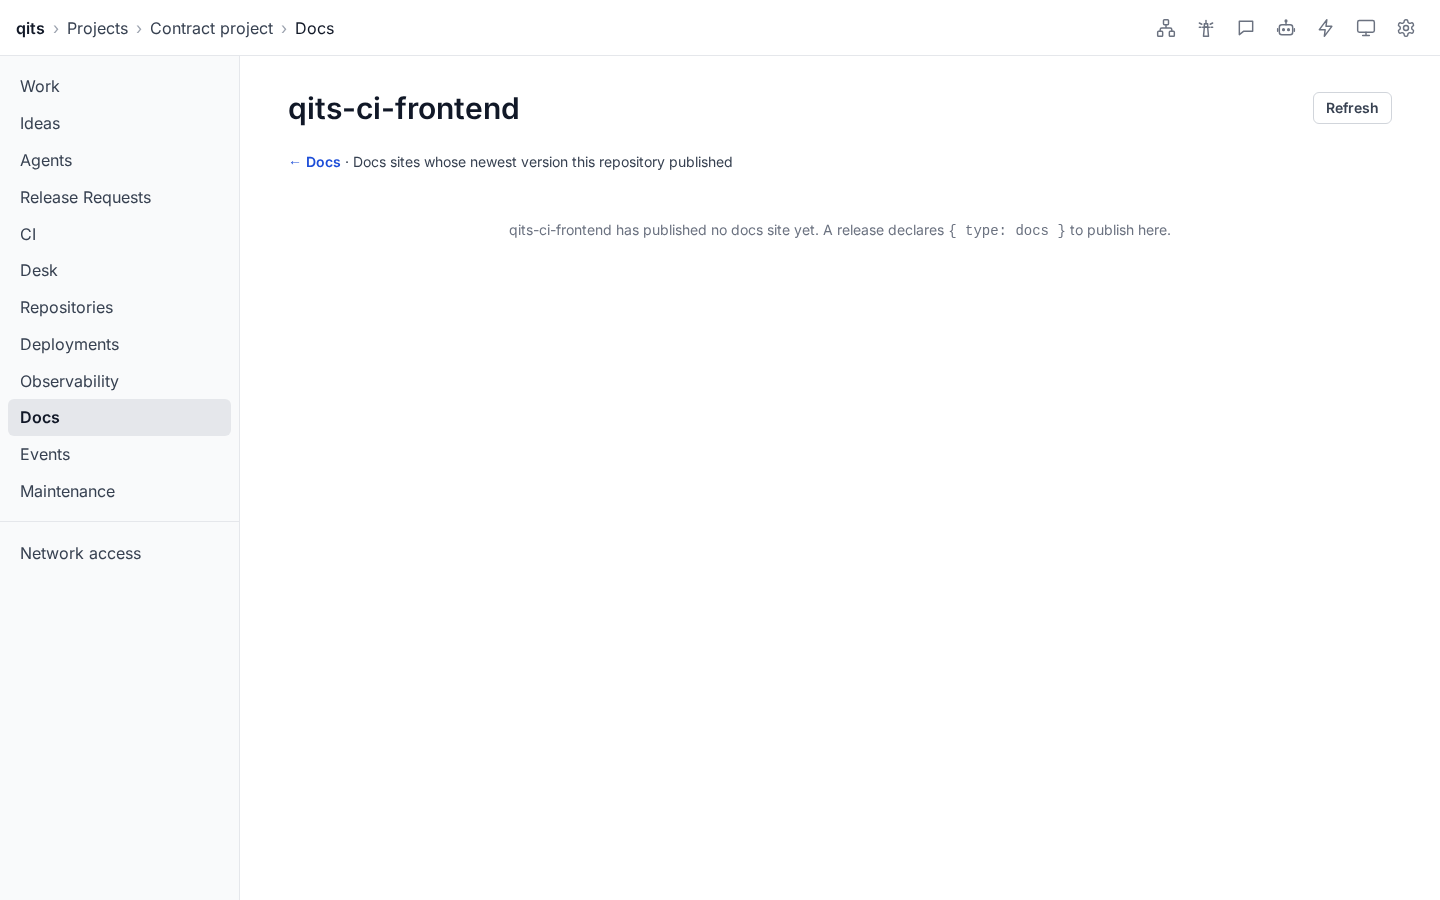 qits › Projects › Contract project › Docs
Work
Ideas
Agents
Release Requests
CI
Desk
Repositories
Deployments
Observability
Docs
Events
Maintenance
Network access
qits-ci-frontend
Refresh
← Docs · Docs sites whose newest version this repository published
qits-ci-frontend has published no docs site yet. A release declares { type: docs } to publish here.